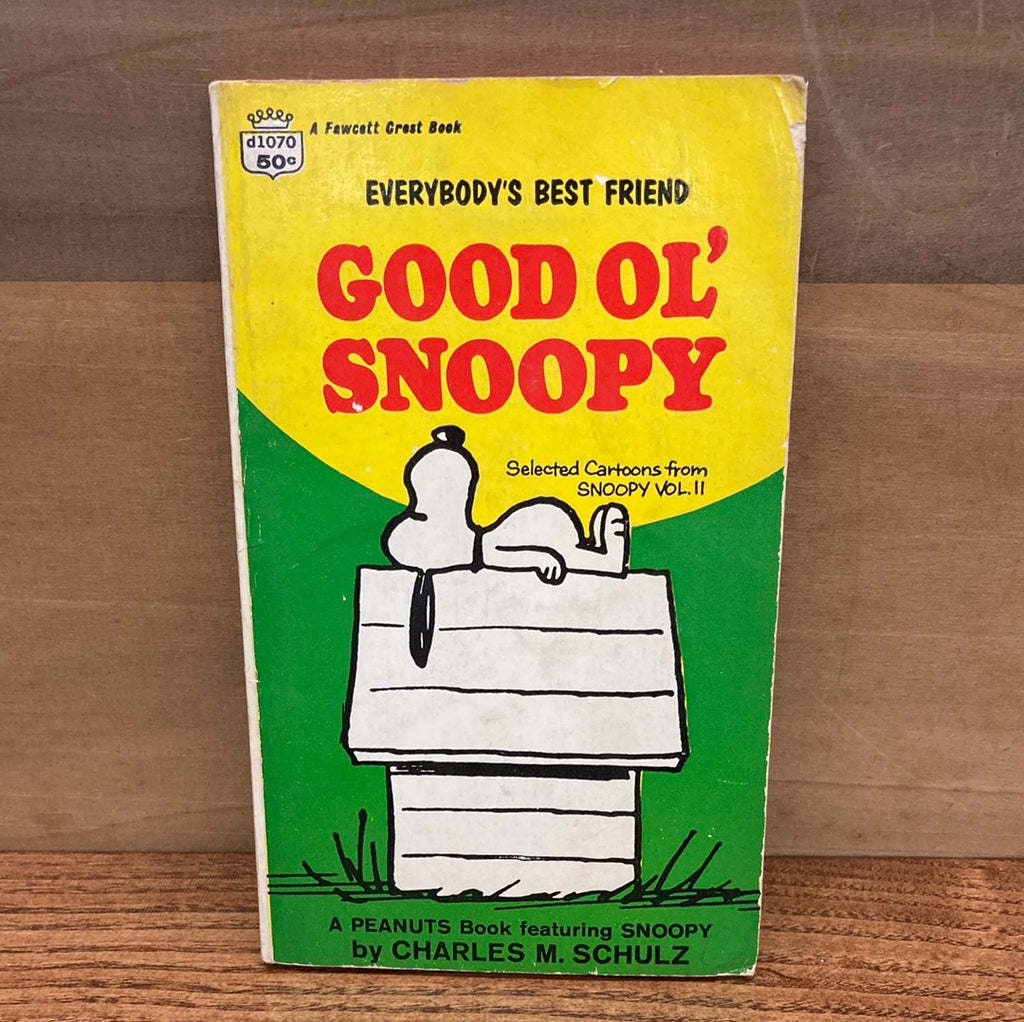 d1070
50¢
A Fawcett Crest Book
EVERYBODY'S BEST FRIEND
GOOD OL'
SNOOPY
Selected Cartoons from
SNOOPY VOL. II
A PEANUTS Book featuring SNOOPY
by CHARLES M. SCHULZ